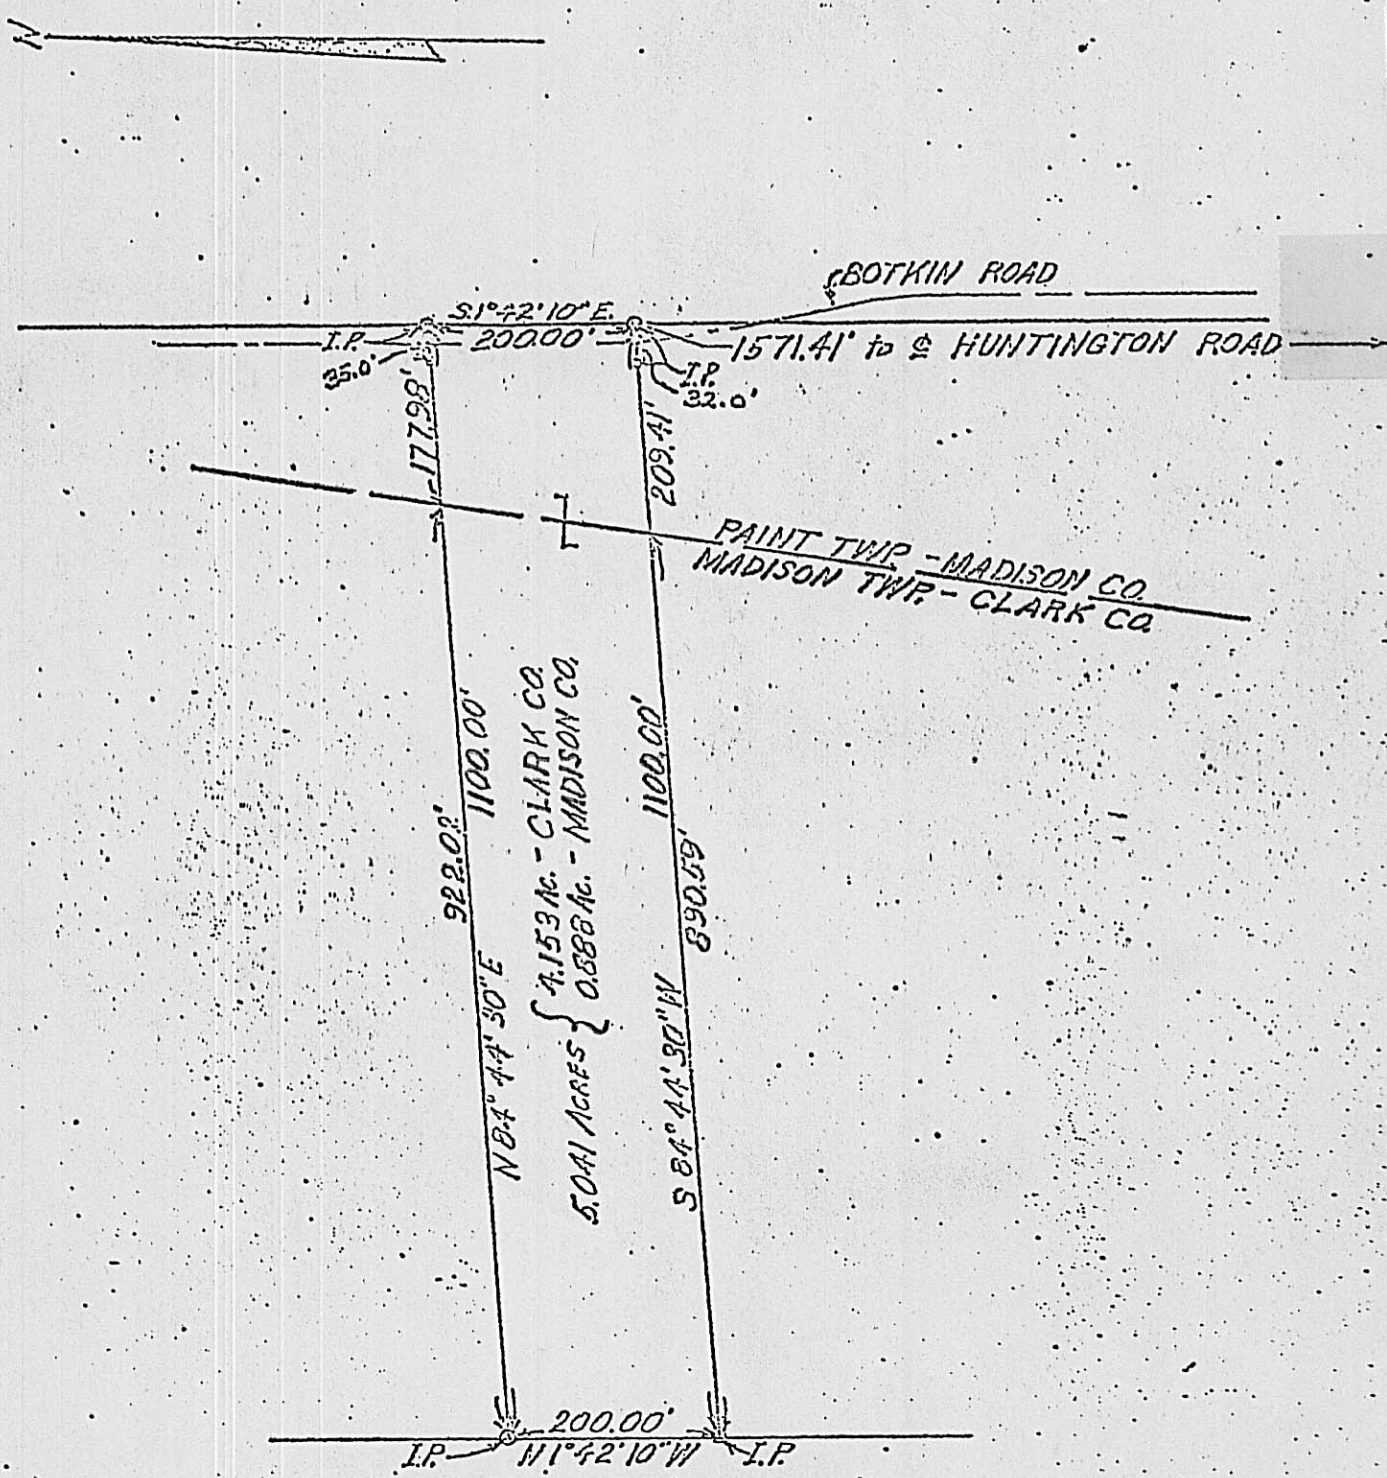 N
BOTKIN ROAD
S.1°42'10"E.
200.00'
I.P.
35.0'
1571.41' to ℄ HUNTINGTON ROAD
I.P.
32.0'
177.98'
209.41'
PAINT TWP. - MADISON CO.
MADISON TWP. - CLARK CO.
922.02'
1100.00'
N 84° 44' 30" E
5.041 ACRES
4.153 Ac. - CLARK CO.
0.888 Ac. - MADISON CO.
1100.00'
890.59'
S 84° 44' 30" W
200.00'
I.P.
N 1°42'10" W
I.P.